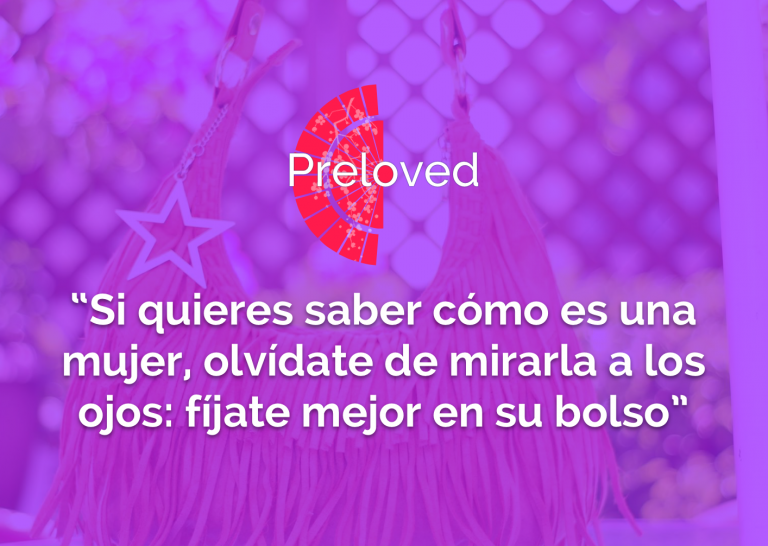 Preloved
“Si quieres saber cómo es una
mujer, olvídate de mirarla a los
ojos: fíjate mejor en su bolso”